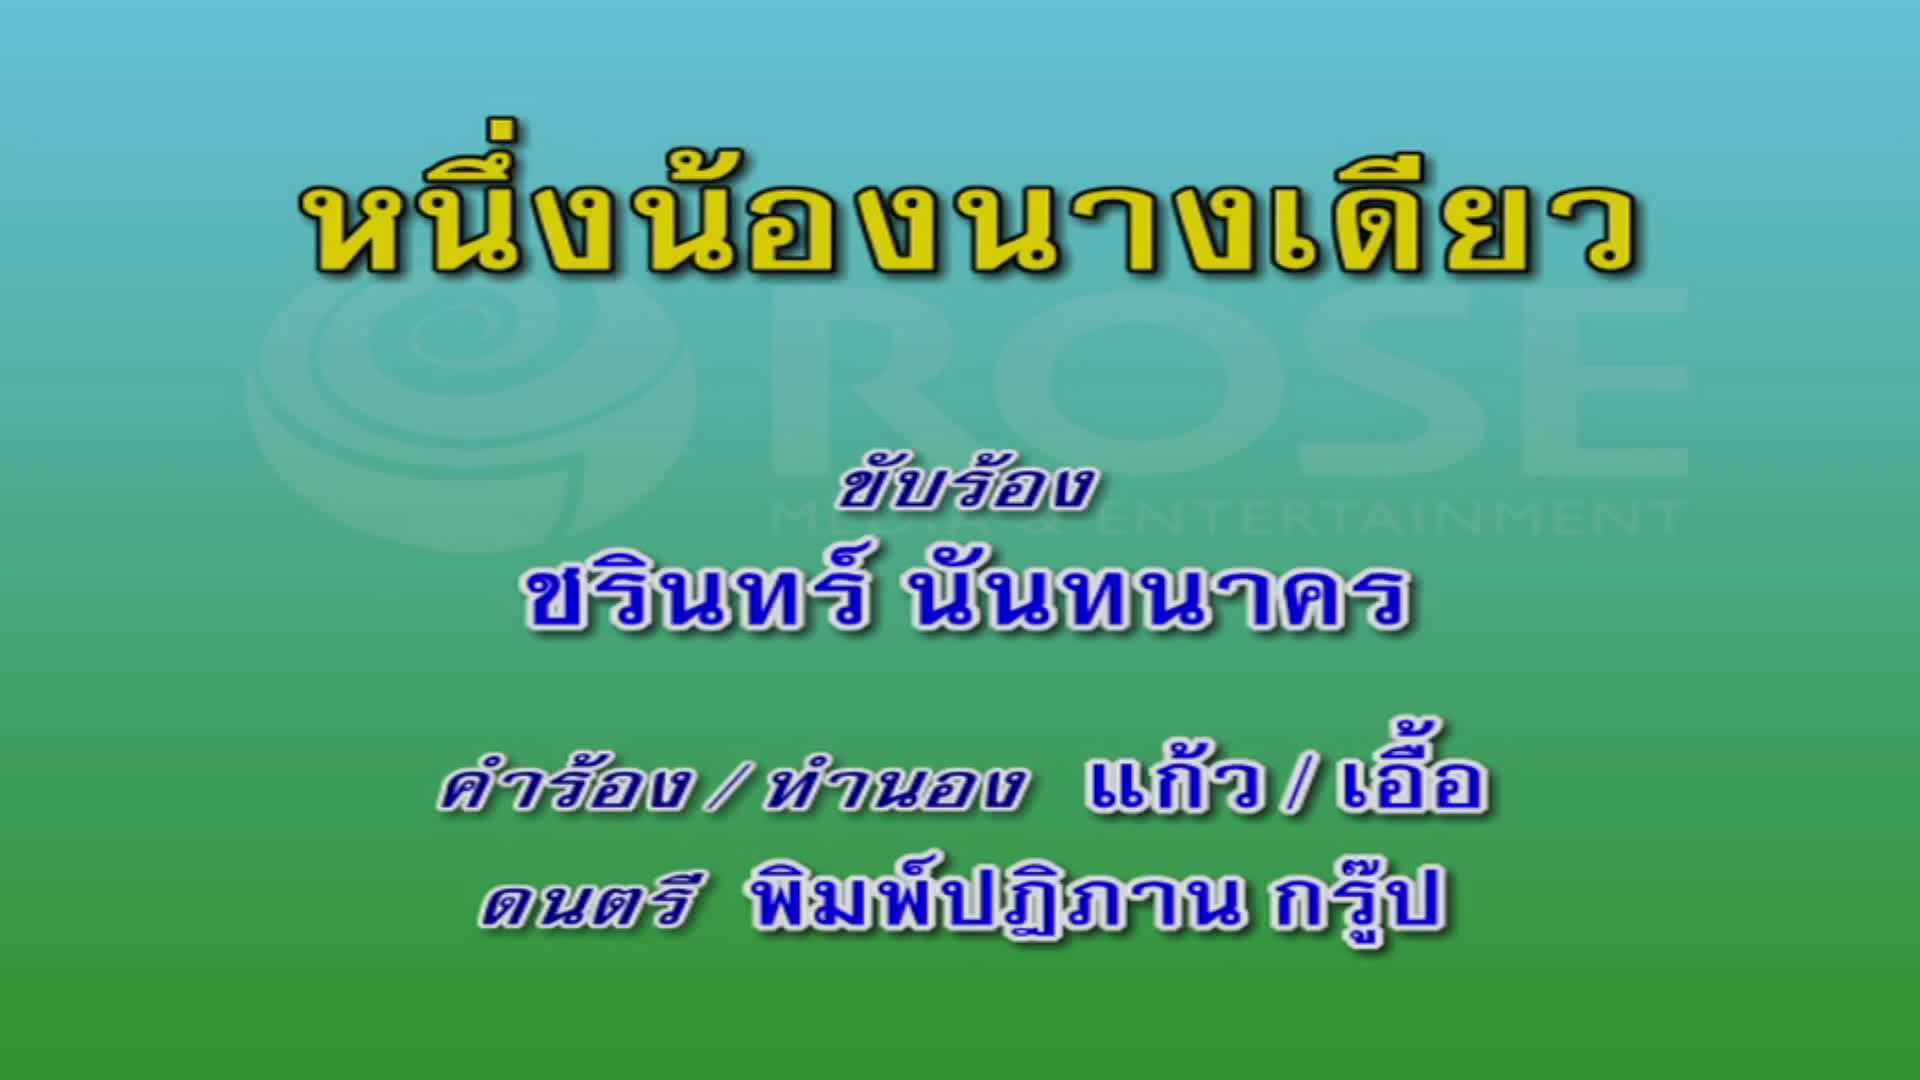 หนึ่งน้องนางเดียว
ROSE
MEDIA & ENTERTAINMENT
ขับร้อง
ชรินทร์ นันทนาคร
คำร้อง / ทำนอง แก้ว / เอื้อ
ดนตรี พิมพ์ปฏิภาน กรู๊ป